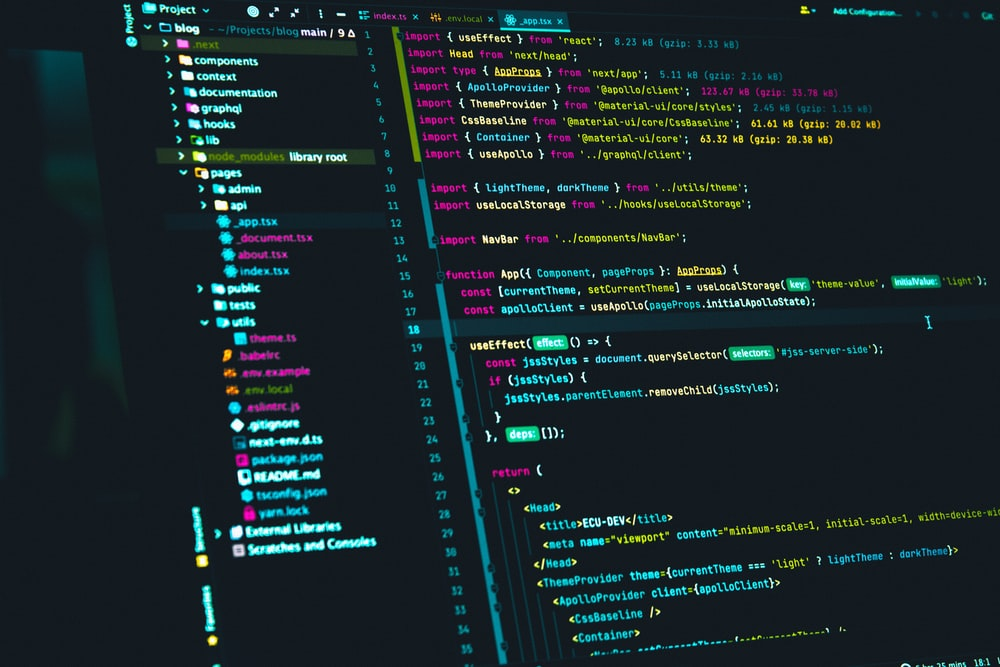 Project
Project
index.ts
.env.local
_app.tsx
Add Configuration...
Git
blog ~/Projects/blog main / 9 Δ
.next
components
context
documentation
graphql
hooks
lib
node_modules library root
pages
admin
api
_app.tsx
_document.tsx
about.tsx
index.tsx
public
tests
utils
theme.ts
.babelrc
.env.example
.env.local
.eslintrc.js
.gitignore
next-env.d.ts
package.json
README.md
tsconfig.json
yarn.lock
External Libraries
Scratches and Consoles
Structure
Favorites
1 import { useEffect } from 'react'; 8.23 kB (gzip: 3.33 kB)
2 import Head from 'next/head';
3 import type { AppProps } from 'next/app'; 5.11 kB (gzip: 2.16 kB)
4 import { ApolloProvider } from '@apollo/client'; 123.67 kB (gzip: 33.78 kB)
5 import { ThemeProvider } from '@material-ui/core/styles'; 2.45 kB (gzip: 1.15 kB)
6 import CssBaseline from '@material-ui/core/CssBaseline'; 61.61 kB (gzip: 20.02 kB)
7 import { Container } from '@material-ui/core'; 63.32 kB (gzip: 20.38 kB)
8 import { useApollo } from '../graphql/client';
9
10 import { lightTheme, darkTheme } from '../utils/theme';
11 import useLocalStorage from '../hooks/useLocalStorage';
12
13 import NavBar from '../components/NavBar';
14
15 function App({ Component, pageProps }: AppProps) {
16 const [currentTheme, setCurrentTheme] = useLocalStorage( key: 'theme-value', initialValue: 'light');
17 const apolloClient = useApollo(pageProps.initialApolloState);
18
19 useEffect( effect: () => {
20 const jssStyles = document.querySelector( selectors: '#jss-server-side');
21 if (jssStyles) {
22 jssStyles.parentElement.removeChild(jssStyles);
23 }
24 }, deps: []);
25
26 return (
27 <>
28 <Head>
29 <title>ECU-DEV</title>
30 <meta name="viewport" content="minimum-scale=1, initial-scale=1, width=device-wid
31 </Head>
32 <ThemeProvider theme={currentTheme === 'light' ? lightTheme : darkTheme}>
33 <ApolloProvider client={apolloClient}>
34 <CssBaseline />
35 <Container>
18:1